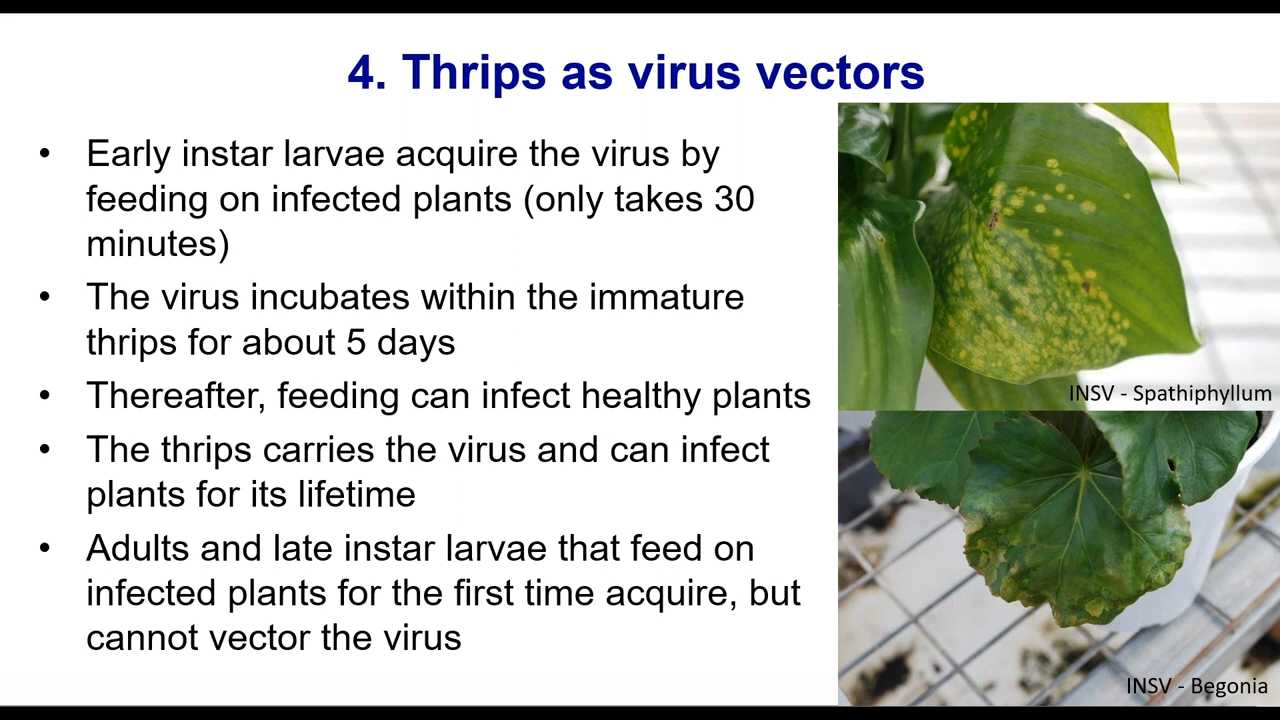 4. Thrips as virus vectors
• Early instar larvae acquire the virus by
feeding on infected plants (only takes 30
minutes)
• The virus incubates within the immature
thrips for about 5 days
• Thereafter, feeding can infect healthy plants
• The thrips carries the virus and can infect
plants for its lifetime
• Adults and late instar larvae that feed on
infected plants for the first time acquire, but
cannot vector the virus
INSV - Spathiphyllum
INSV - Begonia